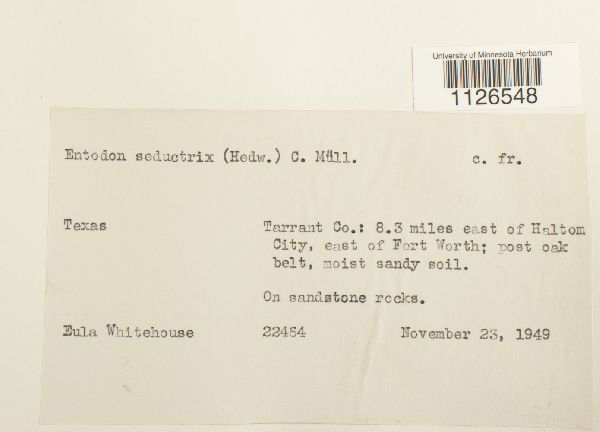 University of Minnesota Herbarium
1126548
Entodon seductrix (Hedw.) C. Müll. c. fr.
Texas Tarrant Co.: 8.3 miles east of Haltom
City, east of Fort Worth; post oak
belt, moist sandy soil.
On sandstone rocks.
Eula Whitehouse 22464 November 23, 1949